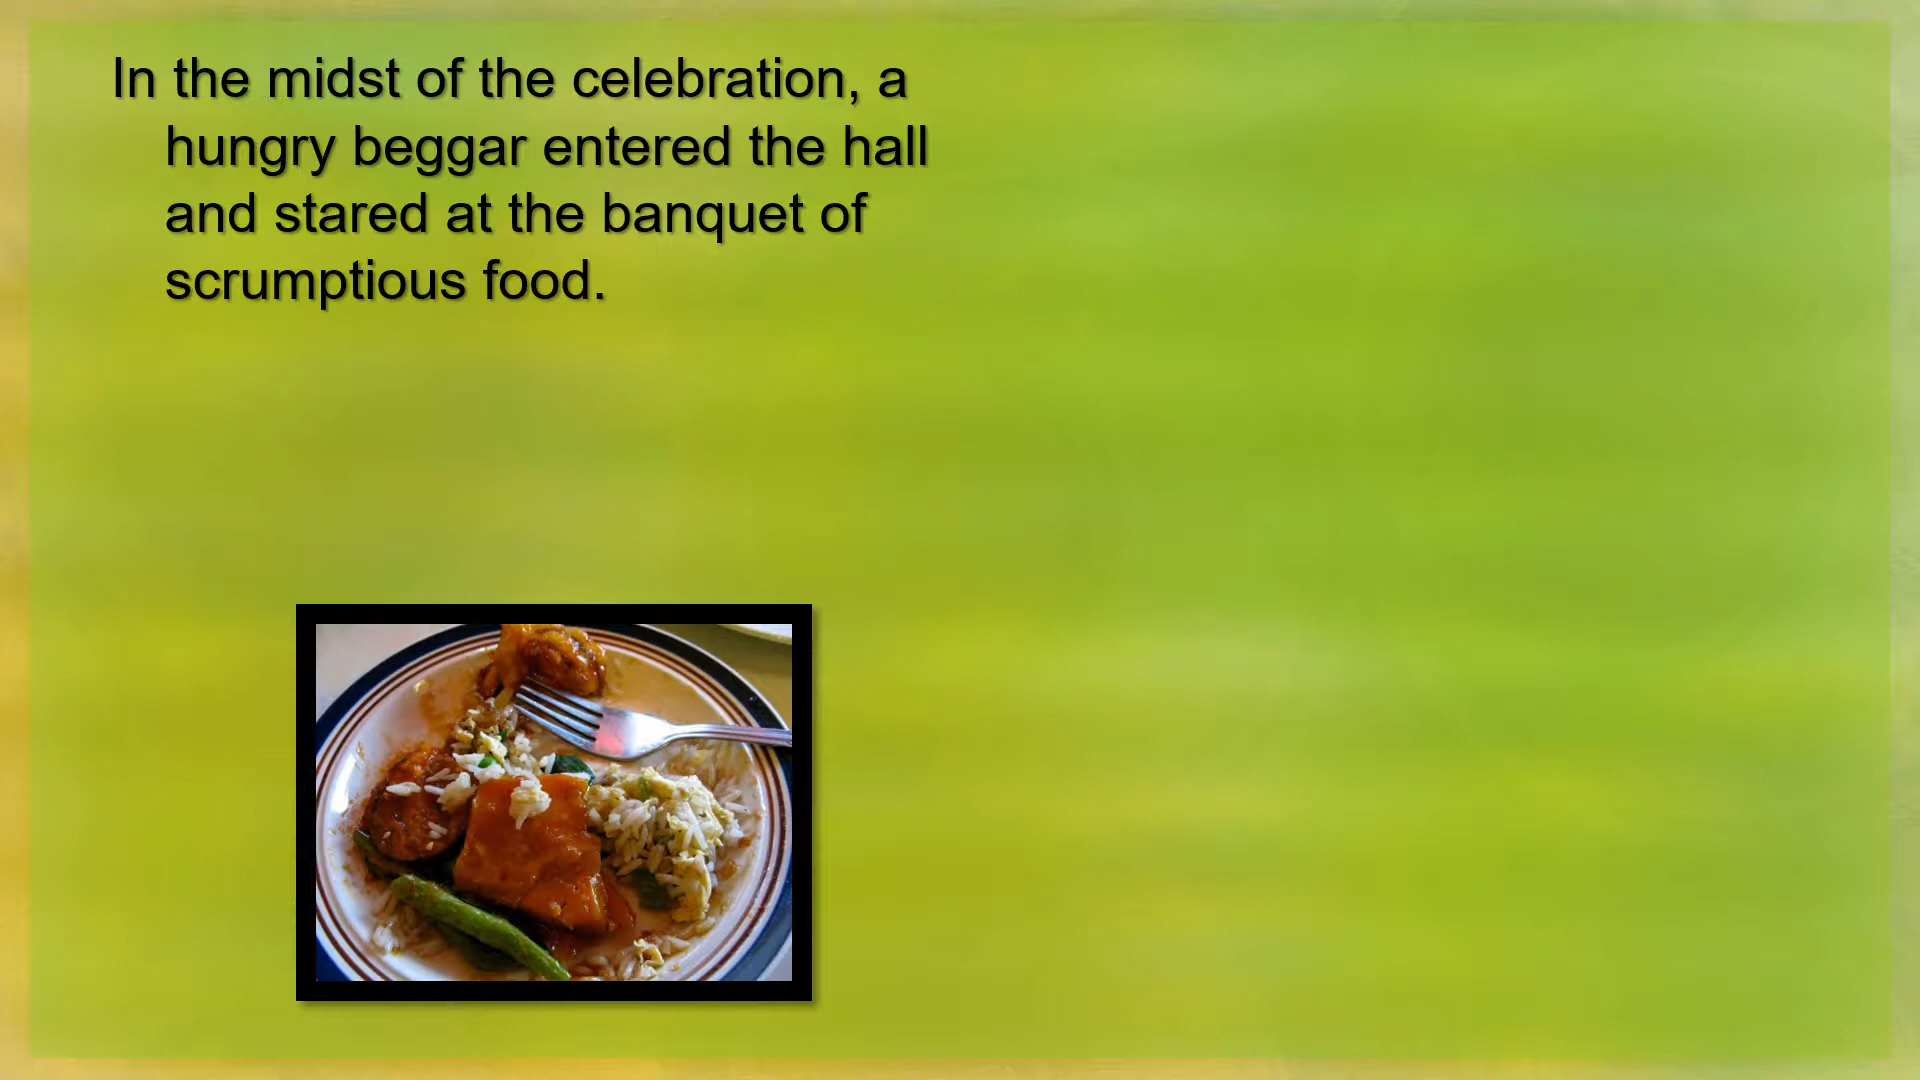 In the midst of the celebration, a
hungry beggar entered the hall
and stared at the banquet of
scrumptious food.